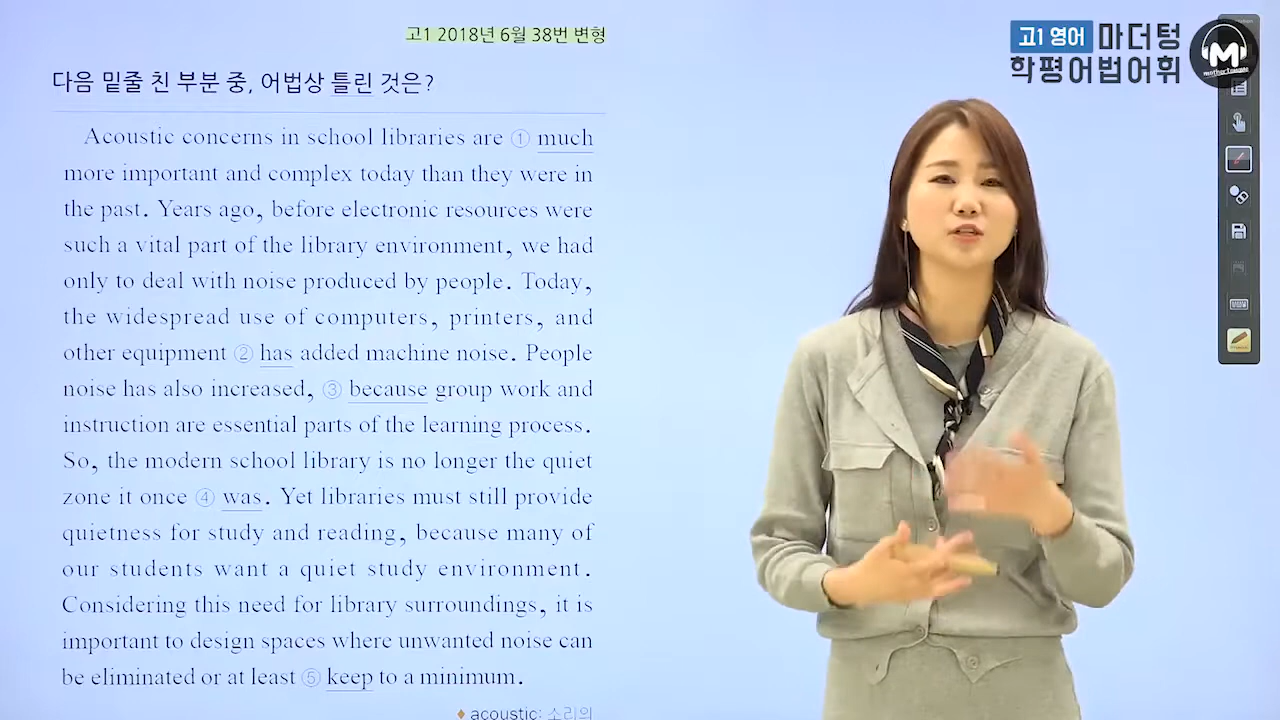 고1 2018년 6월 38번 변형
고1 영어 마더텅
학평어법어휘
M
mother tongue
다음 밑줄 친 부분 중, 어법상 틀린 것은?
Acoustic concerns in school libraries are ① much
more important and complex today than they were in
the past. Years ago, before electronic resources were
such a vital part of the library environment, we had
only to deal with noise produced by people. Today,
the widespread use of computers, printers, and
other equipment ② has added machine noise. People
noise has also increased, ③ because group work and
instruction are essential parts of the learning process.
So, the modern school library is no longer the quiet
zone it once ④ was. Yet libraries must still provide
quietness for study and reading, because many of
our students want a quiet study environment.
Considering this need for library surroundings, it is
important to design spaces where unwanted noise can
be eliminated or at least ⑤ keep to a minimum.
♦ acoustic: 소리의